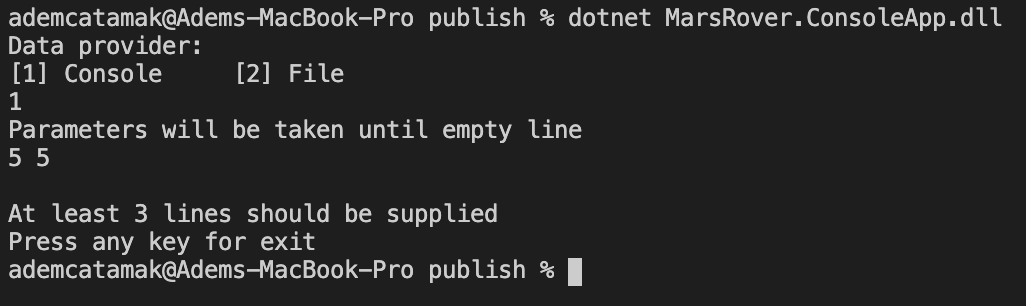 ademcatamak@Adems-MacBook-Pro publish % dotnet MarsRover.ConsoleApp.dll
Data provider:
[1] Console     [2] File
1
Parameters will be taken until empty line
5 5

At least 3 lines should be supplied
Press any key for exit
ademcatamak@Adems-MacBook-Pro publish %